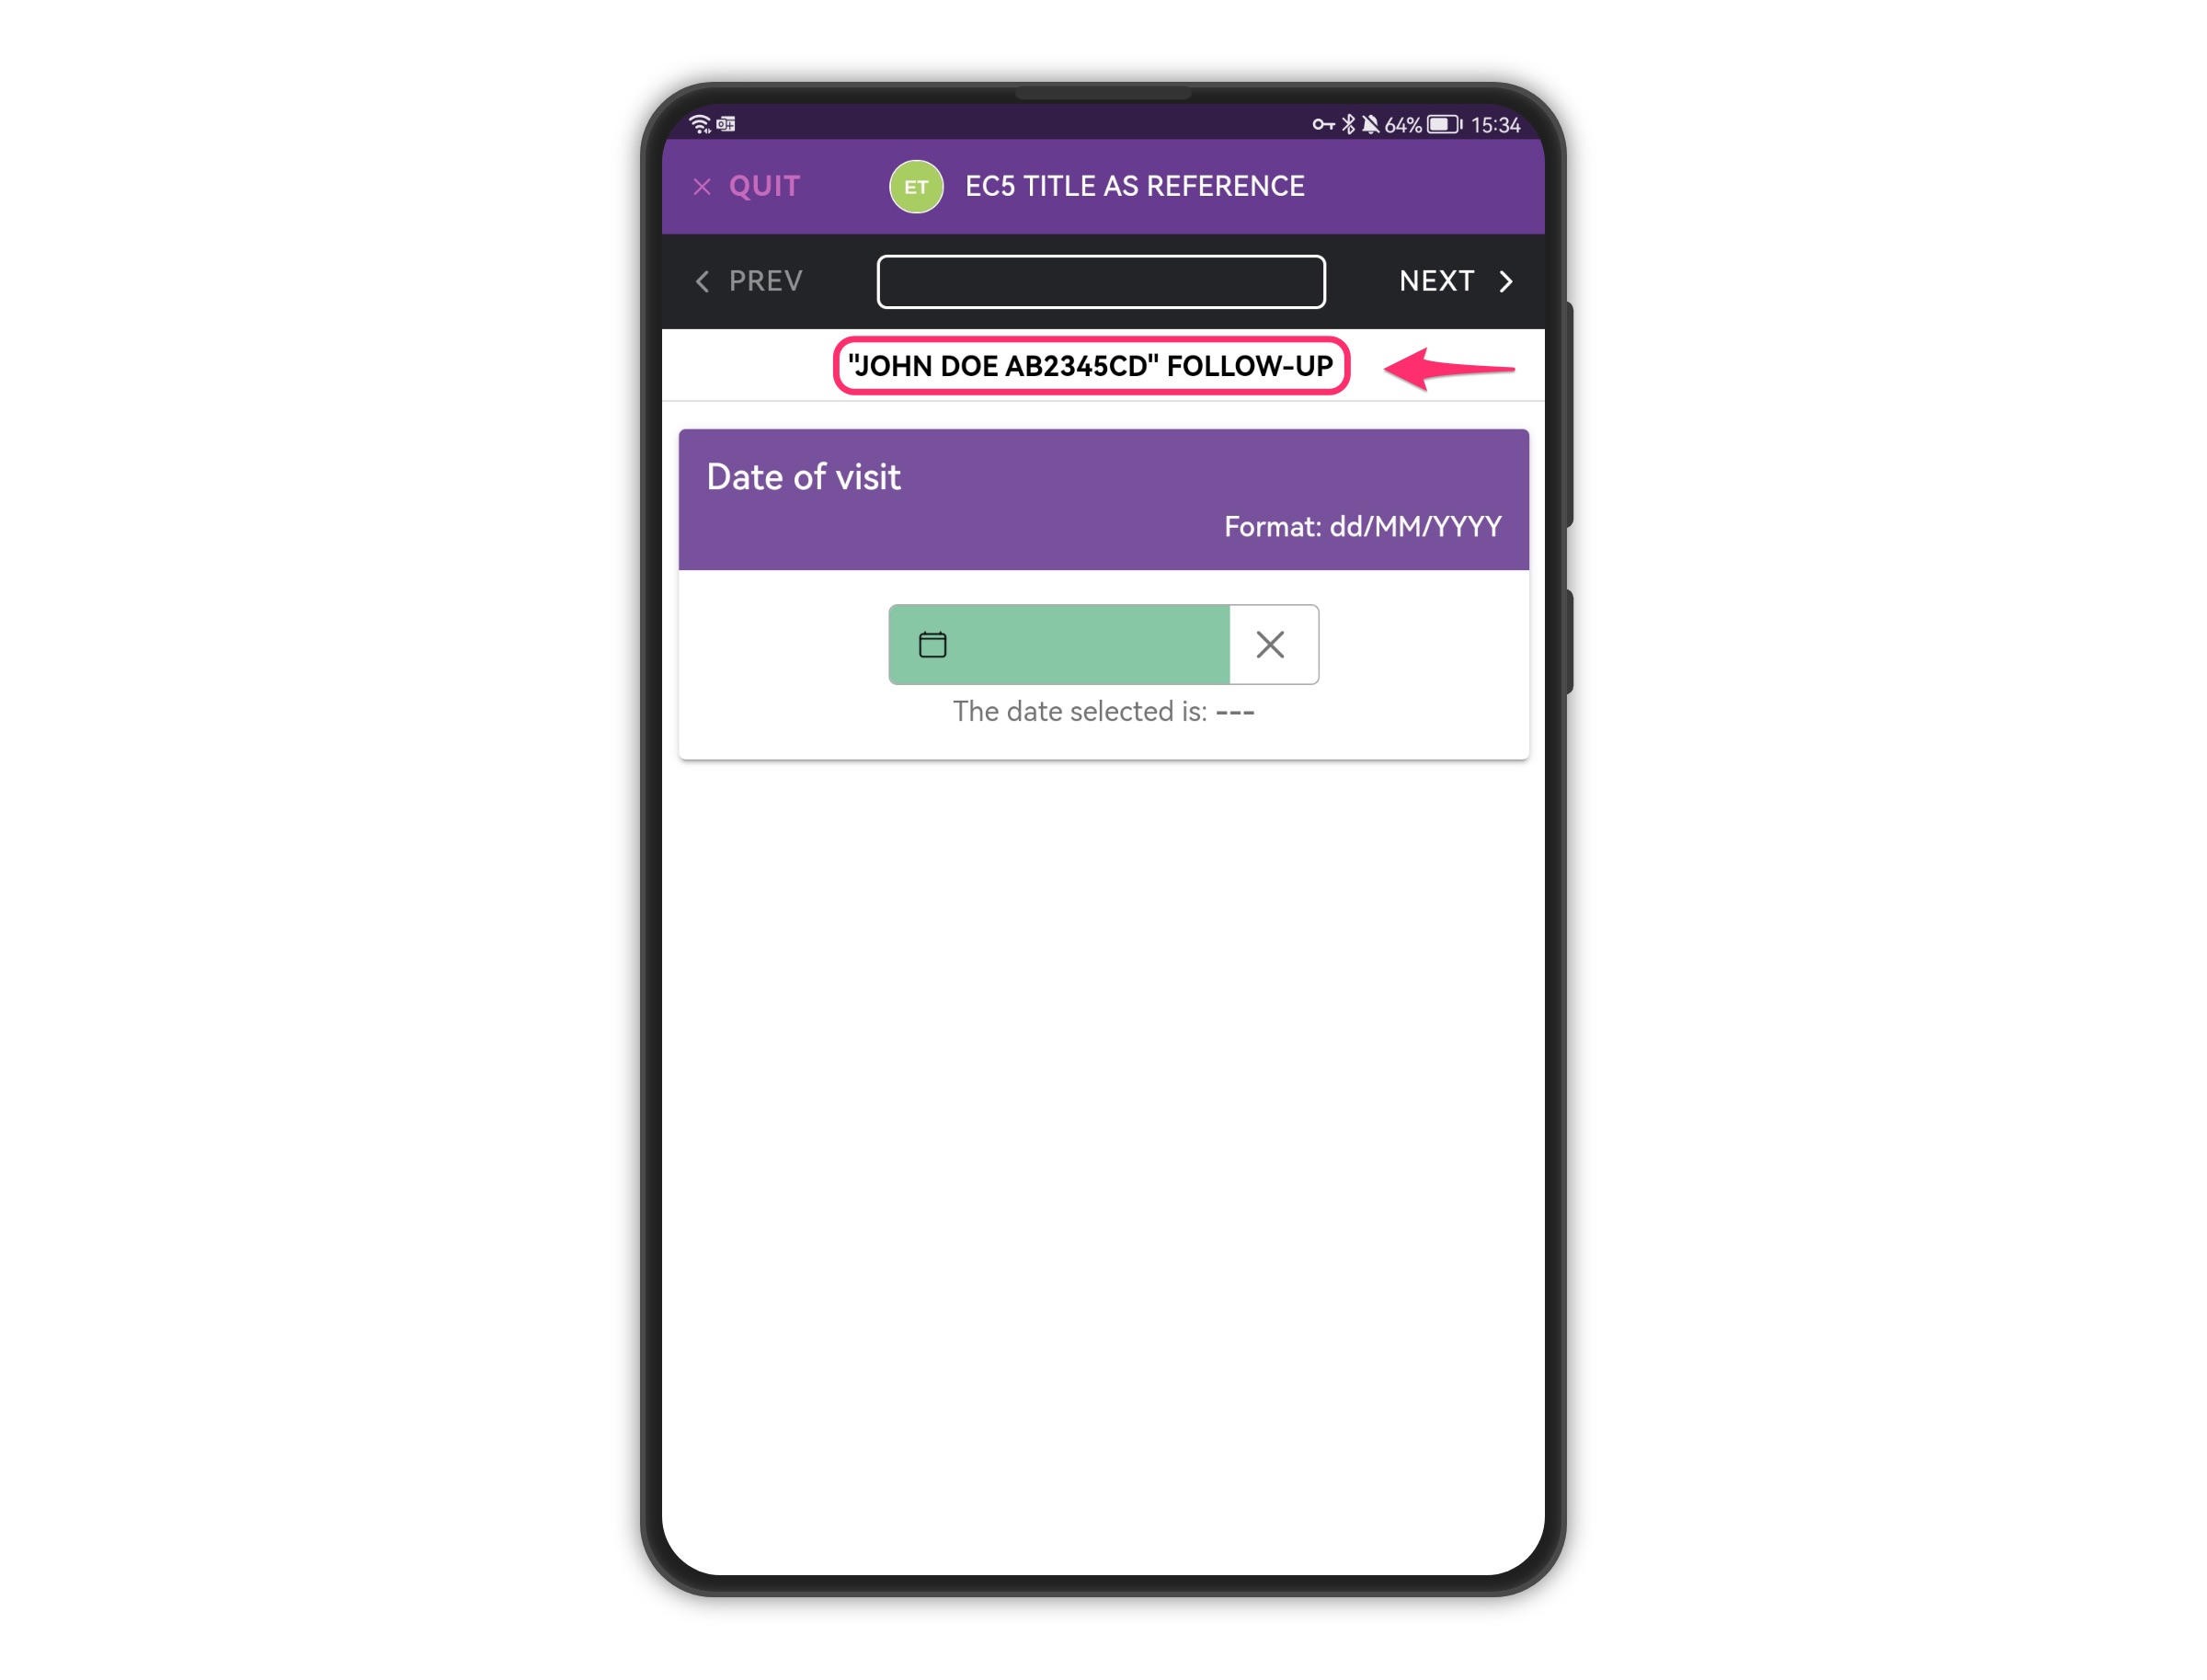 64% 15:34
QUIT ET EC5 TITLE AS REFERENCE
PREV NEXT
"JOHN DOE AB2345CD" FOLLOW-UP
Date of visit
Format: dd/MM/YYYY
The date selected is: ---